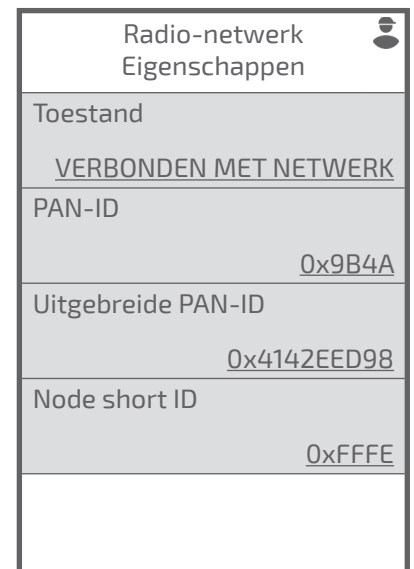 Radio-netwerk
Eigenschappen
Toestand
VERBONDEN MET NETWERK
PAN-ID
0x9B4A
Uitgebreide PAN-ID
0x4142EED98
Node short ID
0xFFFE